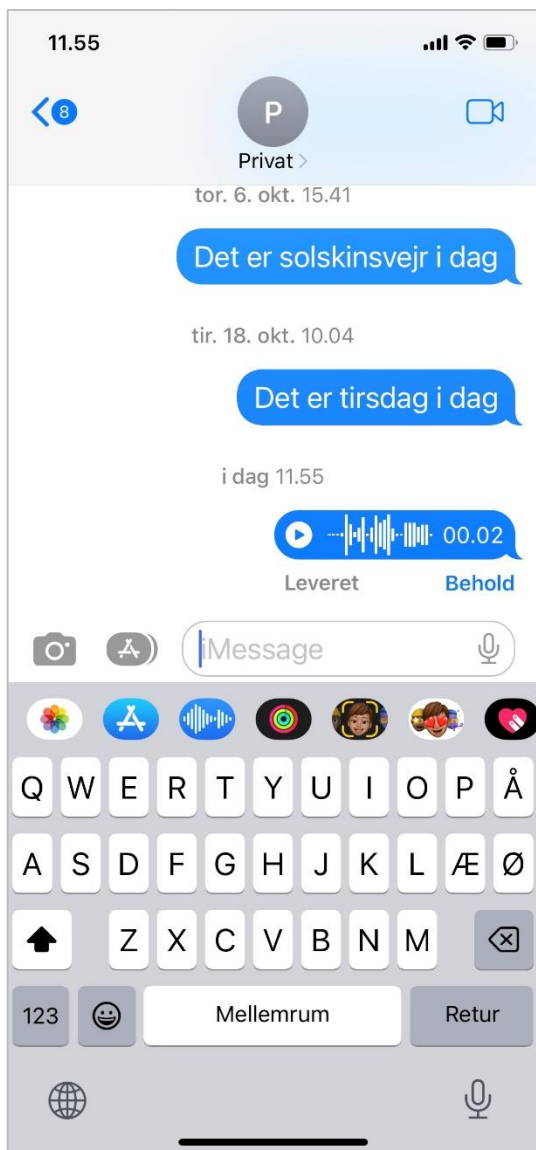 11.55
8
P
Privat
tor. 6. okt. 15.41
Det er solskinsvejr i dag
tir. 18. okt. 10.04
Det er tirsdag i dag
i dag 11.55
00.02
Leveret Behold
iMessage
Q W E R T Y U I O P Å
A S D F G H J K L Æ Ø
Z X C V B N M
123 Mellemrum Retur